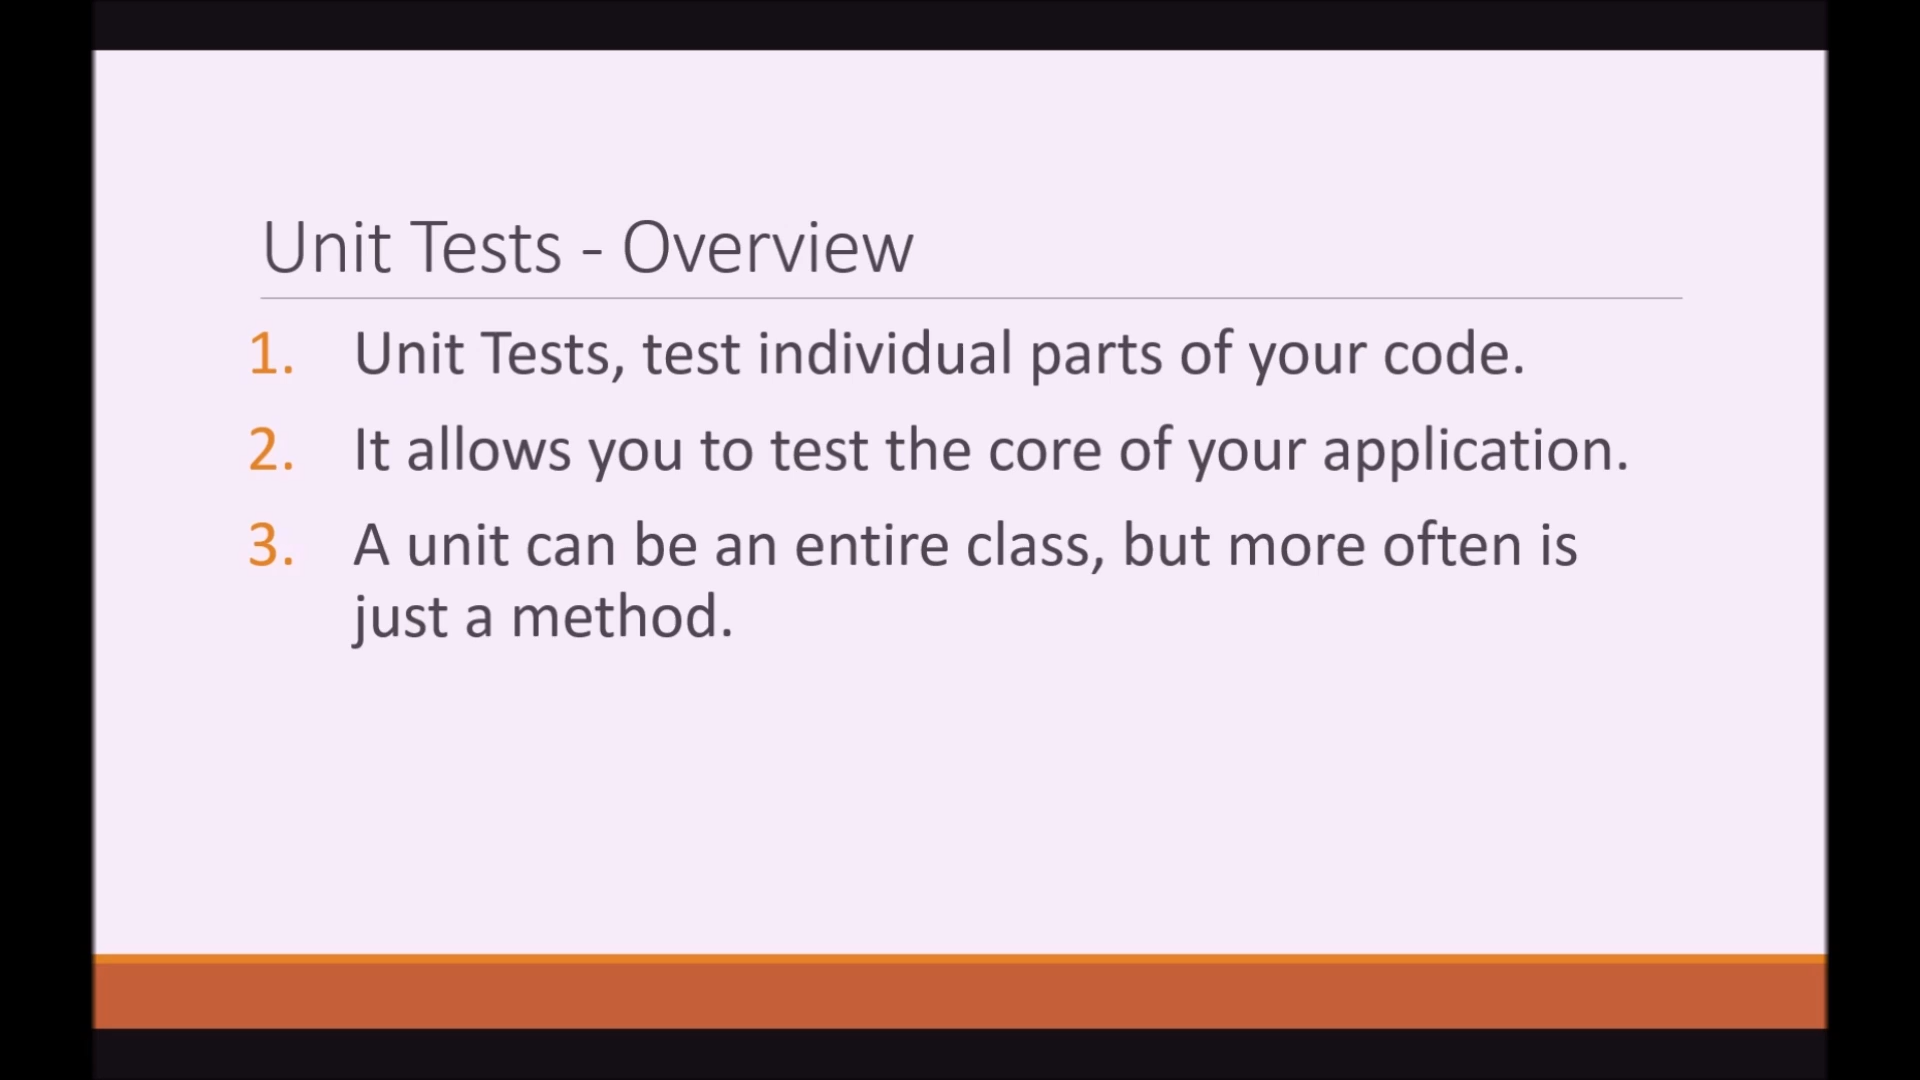 Unit Tests - Overview
1. Unit Tests, test individual parts of your code.
2. It allows you to test the core of your application.
3. A unit can be an entire class, but more often is
just a method.